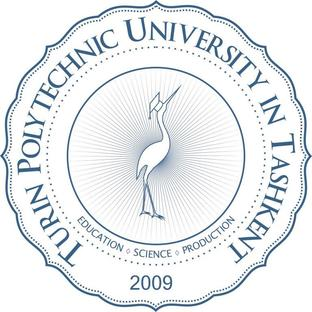 TURIN POLYTECHNIC UNIVERSITY IN TASHKENT
EDUCATION ◊ SCIENCE ◊ PRODUCTION
2009